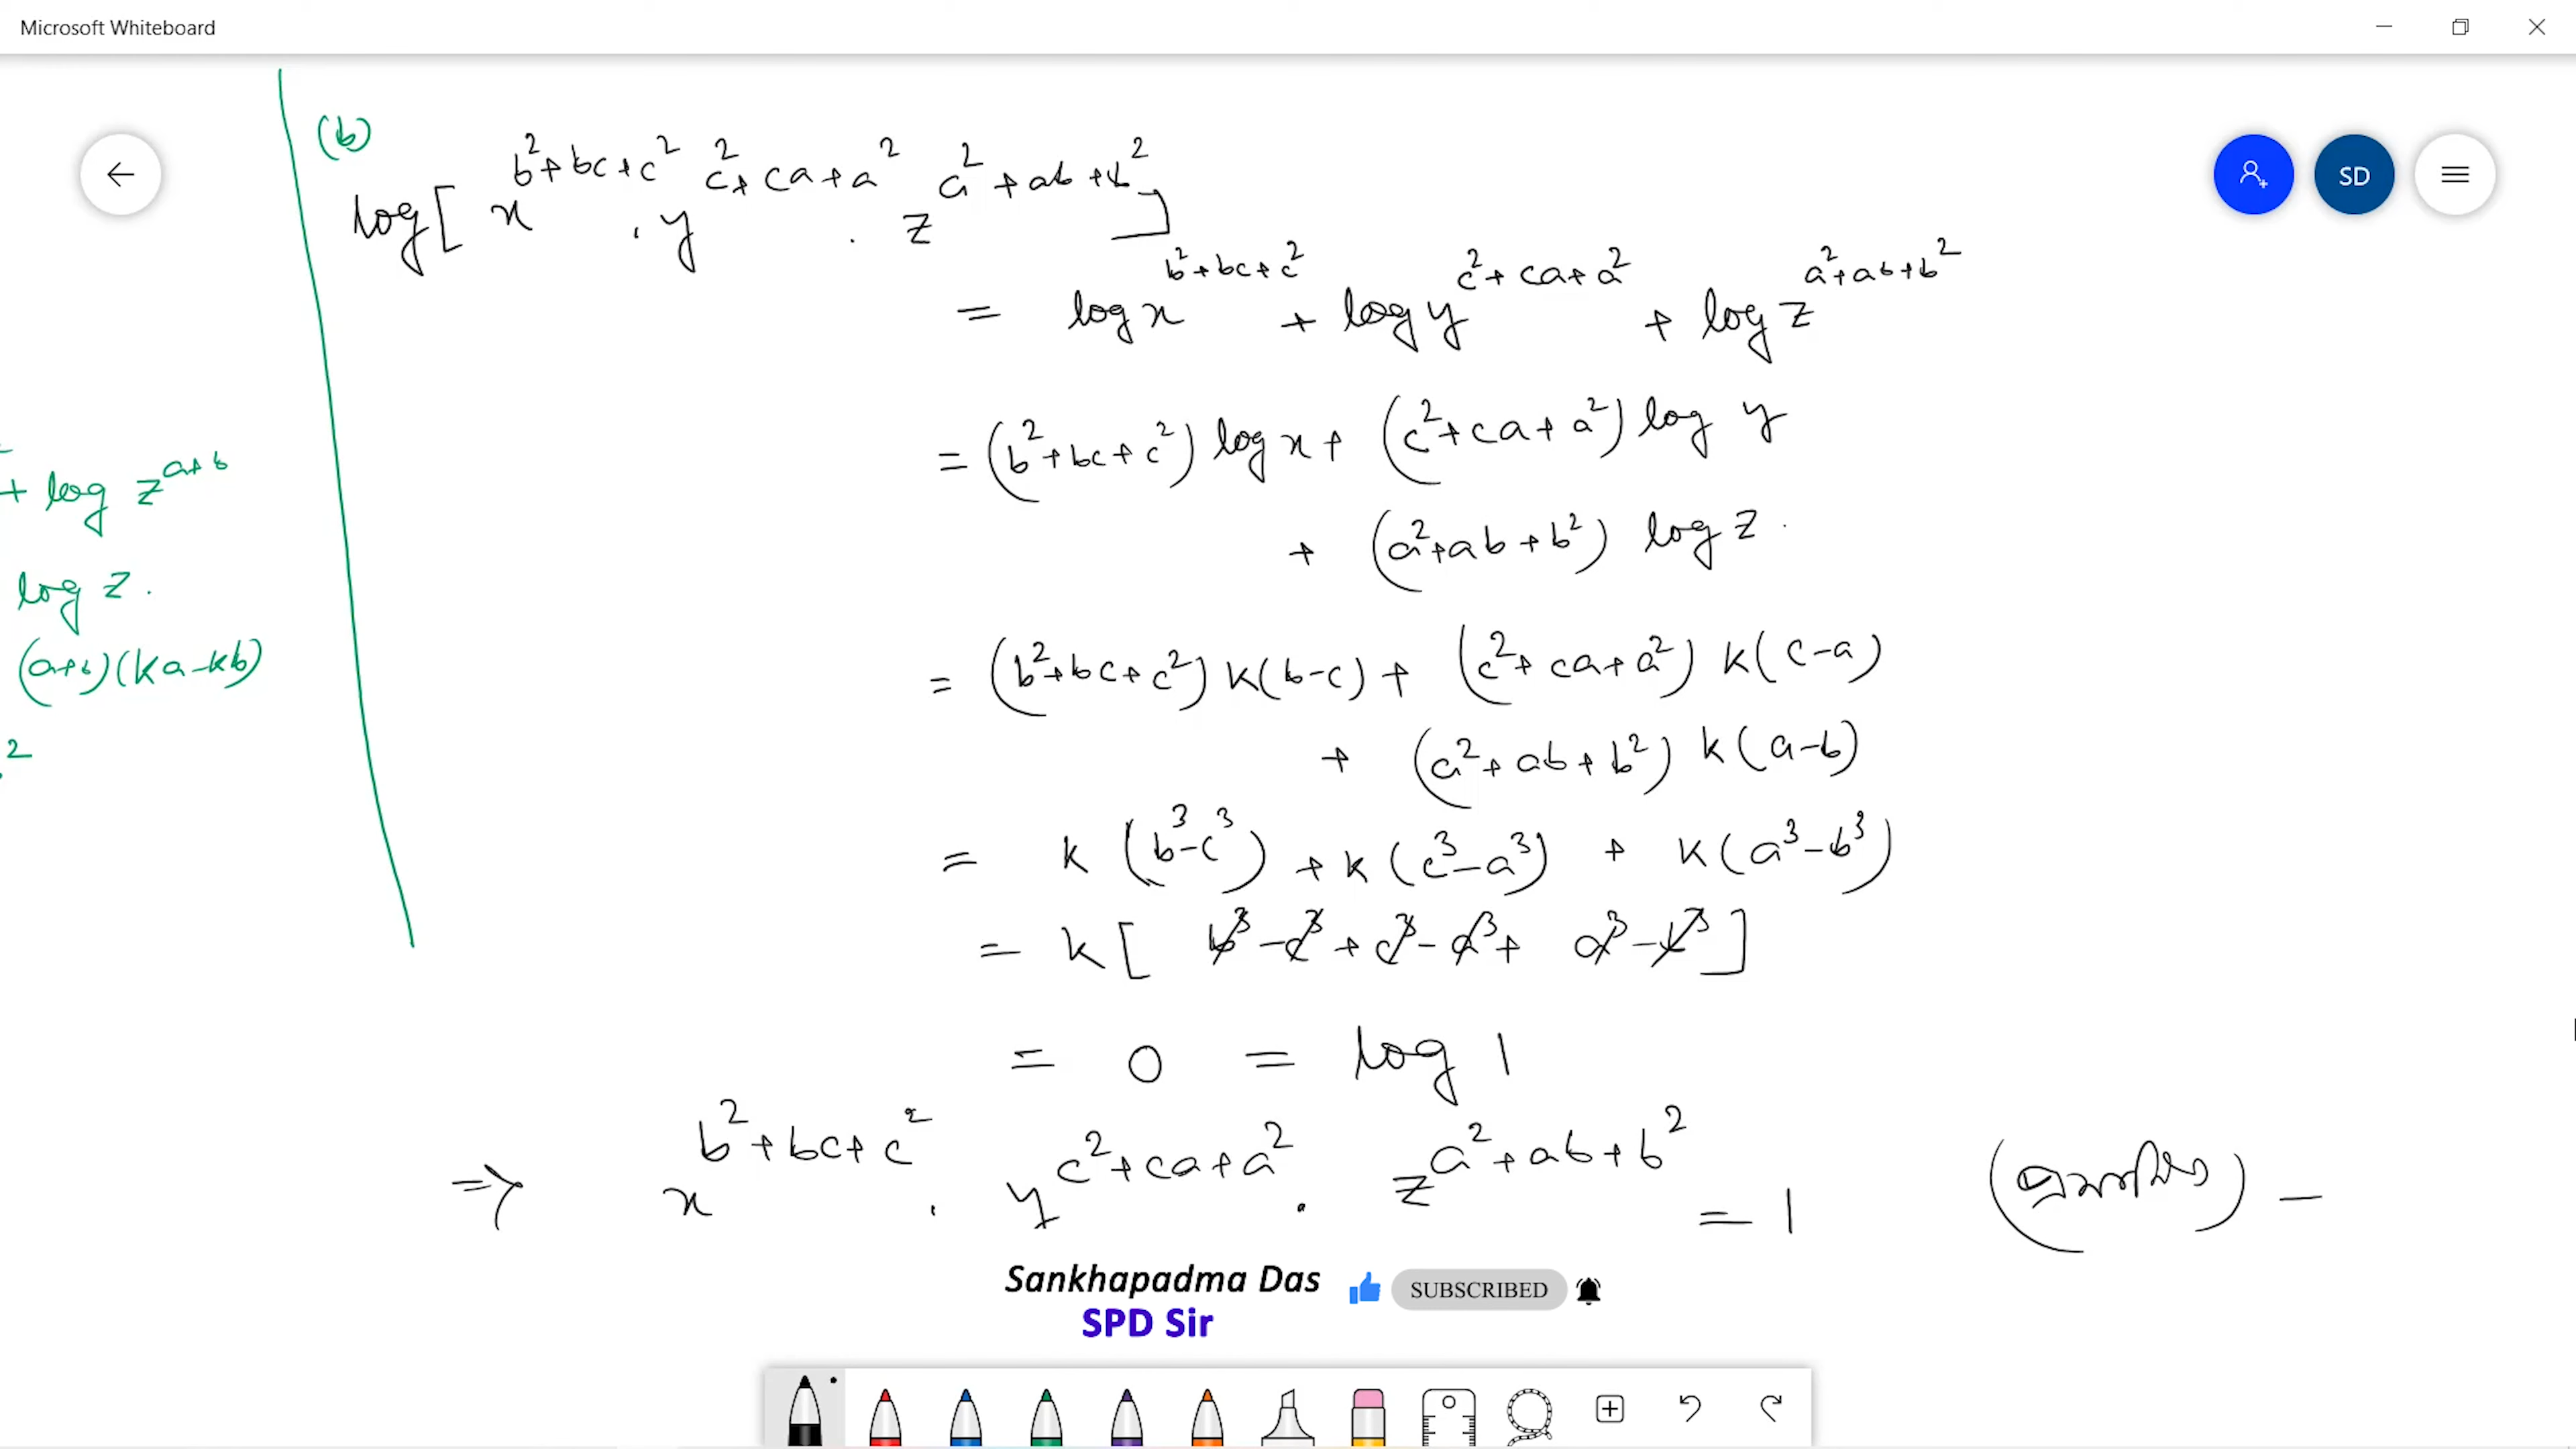 Microsoft Whiteboard
SD
+ log z^{a+b}
log z.
(a+b)(ka-kb)
2
(b)
log[x^{b²+bc+c²} . y^{c²+ca+a²} . z^{a²+ab+b²}]
= log x^{b²+bc+c²} + log y^{c²+ca+a²} + log z^{a²+ab+b²}
= (b²+bc+c²) log x + (c²+ca+a²) log y
+ (a²+ab+b²) log z.
= (b²+bc+c²) k(b-c) + (c²+ca+a²) k(c-a)
+ (a²+ab+b²) k(a-b)
= k (b³-c³) + k (c³-a³) + k (a³-b³)
= k [ b³-c³+c³-a³+ a³-b³ ]
= 0 = log 1
⇒ x^{b²+bc+c²} . y^{c²+ca+a²} . z^{a²+ab+b²} = 1 (প্রমাণিত) –
Sankhapadma Das
SUBSCRIBED
SPD Sir